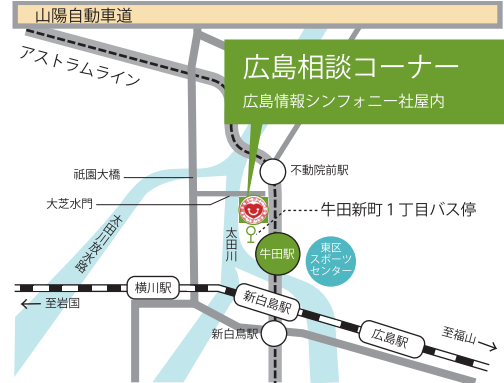 山陽自動車道
アストラムライン
広島相談コーナー
広島情報シンフォニー社屋内
不動院前駅
祇園大橋
大芝水門
牛田新町１丁目バス停
太田川放水路
太田川
牛田駅
東区
スポーツ
センター
横川駅
新白島駅
至岩国
新白鳥駅
広島駅
至福山